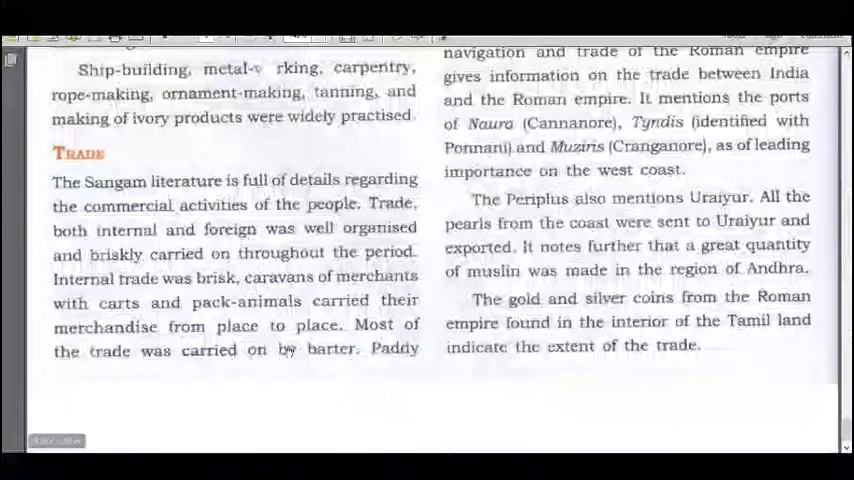 Ship-building, metal-w rking, carpentry,
rope-making, ornament-making, tanning, and
making of ivory products were widely practised.
TRADE
The Sangam literature is full of details regarding
the commercial activities of the people. Trade,
both internal and foreign was well organised
and briskly carried on throughout the period.
Internal trade was brisk, caravans of merchants
with carts and pack-animals carried their
merchandise from place to place. Most of
the trade was carried on by barter. Paddy
navigation and trade of the Roman empire
gives information on the trade between India
and the Roman empire. It mentions the ports
of Naura (Cannanore), Tyndis (identified with
Ponnani) and Muziris (Cranganore), as of leading
importance on the west coast.
The Periplus also mentions Uraiyur. All the
pearls from the coast were sent to Uraiyur and
exported. It notes further that a great quantity
of muslin was made in the region of Andhra.
The gold and silver coins from the Roman
empire found in the interior of the Tamil land
indicate the extent of the trade.